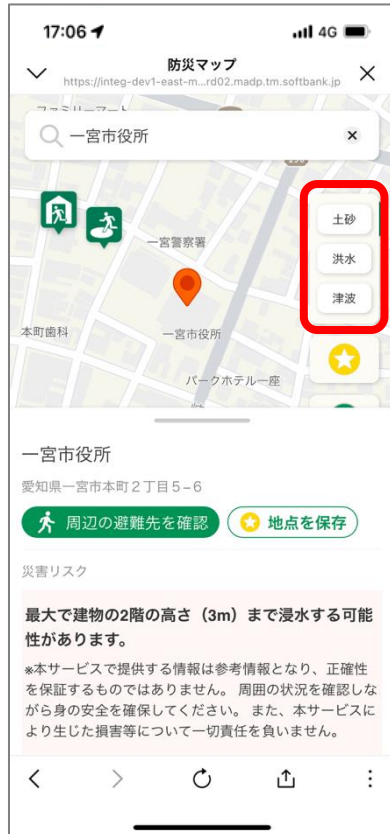 17:06
4G
防災マップ
https://integ-dev1-east-m...rd02.madp.tm.softbank.jp
ファミリーマート
一宮市役所
土砂
一宮警察署
洪水
津波
本町歯科
一宮市役所
パークホテル一座
一宮市役所
愛知県一宮市本町2丁目5-6
周辺の避難先を確認
地点を保存
災害リスク
最大で建物の2階の高さ（3m）まで浸水する可能
性があります。
※本サービスで提供する情報は参考情報となり、正確性
を保証するものではありません。 周囲の状況を確認しな
がら身の安全を確保してください。 また、本サービスに
より生じた損害等について一切責任を負いません。